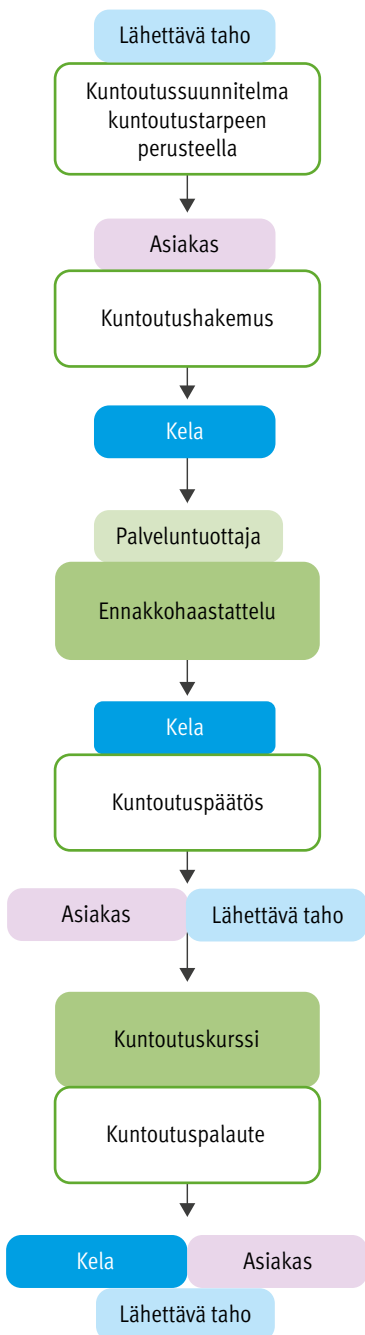 Lähettävä taho
Kuntoutussuunnitelma
kuntoutustarpeen
perusteella
Asiakas
Kuntoutushakemus
Kela
Palveluntuottaja
Ennakkohaastattelu
Kela
Kuntoutuspäätös
Asiakas
Lähettävä taho
Kuntoutuskurssi
Kuntoutuspalaute
Kela
Asiakas
Lähettävä taho